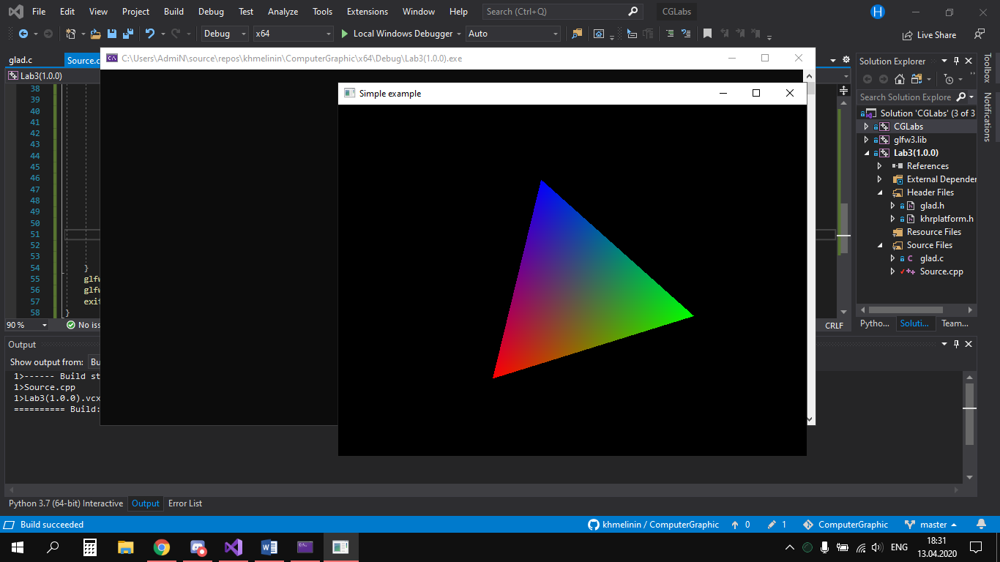 File Edit View Project Build Debug Test Analyze Tools Extensions Window Help Search (Ctrl+Q) CGLabs H
Debug x64 Local Windows Debugger Auto Live Share
glad.c Source.c
C:\Users\AdmiN\source\repos\khmelinin\ComputerGraphic\x64\Debug\Lab3(1.0.0).exe
Solution Explorer
Lab3(1.0.0)
Simple example
Search Solution Explore
38
39
40
41
42
43
44
45
46
47
48
49
50
51
52
53
54 }
55 glfw
56 glfw
57 exit
58 }
Solution 'CGLabs' (3 of 3
CGLabs
glfw3.lib
Lab3(1.0.0)
References
External Dependen
Header Files
glad.h
khrplatform.h
Resource Files
Source Files
glad.c
Source.cpp
Toolbox
Notifications
90 % No iss CRLF
Pytho... Soluti... Team...
Output
Show output from: Bu
1>------ Build st
1>Source.cpp
1>Lab3(1.0.0).vcx
========== Build:
Python 3.7 (64-bit) Interactive Output Error List
Build succeeded khmelinin / ComputerGraphic 0 1 ComputerGraphic master
ENG 18:31
13.04.2020